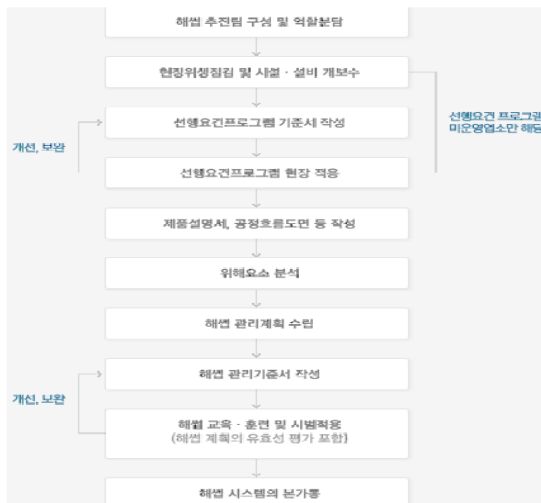 해썹 추진팀 구성 및 역할분담
현장위생점검 및 시설 · 설비 개보수
선행요건 프로그램
미운영업소만 해당
선행요건프로그램 기준서 작성
개선, 보완
선행요건프로그램 현장 적용
제품설명서, 공정흐름도면 등 작성
위해요소 분석
해썹 관리계획 수립
해썹 관리기준서 작성
개선, 보완
해썹 교육 · 훈련 및 시범적용
(해썹 계획의 유효성 평가 포함)
해썹 시스템의 본가동